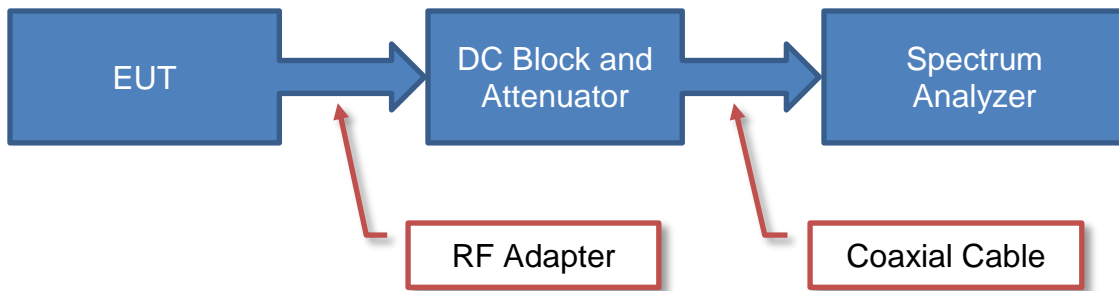 EUT
DC Block and
Attenuator
Spectrum
Analyzer
RF Adapter
Coaxial Cable